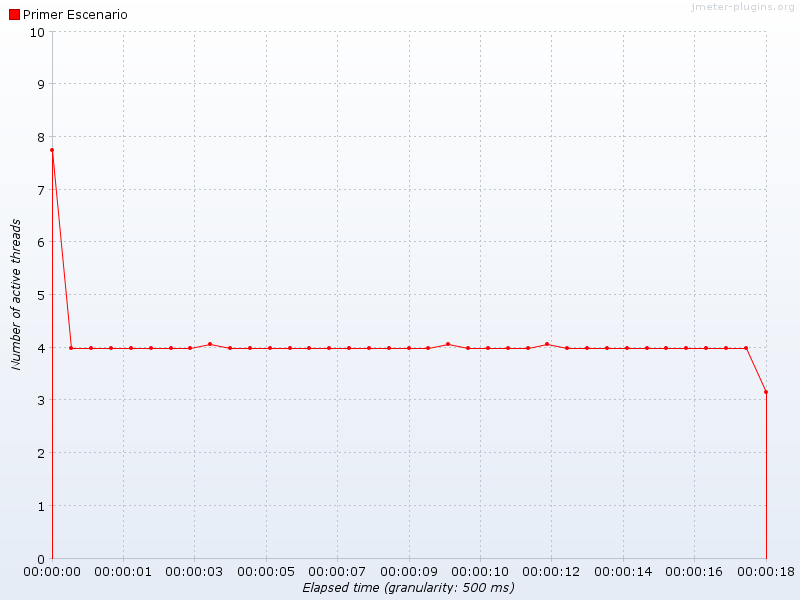 jmeter-plugins.org
Primer Escenario
10
9
8
7
6
5
4
3
2
1
0
Number of active threads
00:00:00 00:00:01 00:00:03 00:00:05 00:00:07 00:00:09 00:00:10 00:00:12 00:00:14 00:00:16 00:00:18
Elapsed time (granularity: 500 ms)